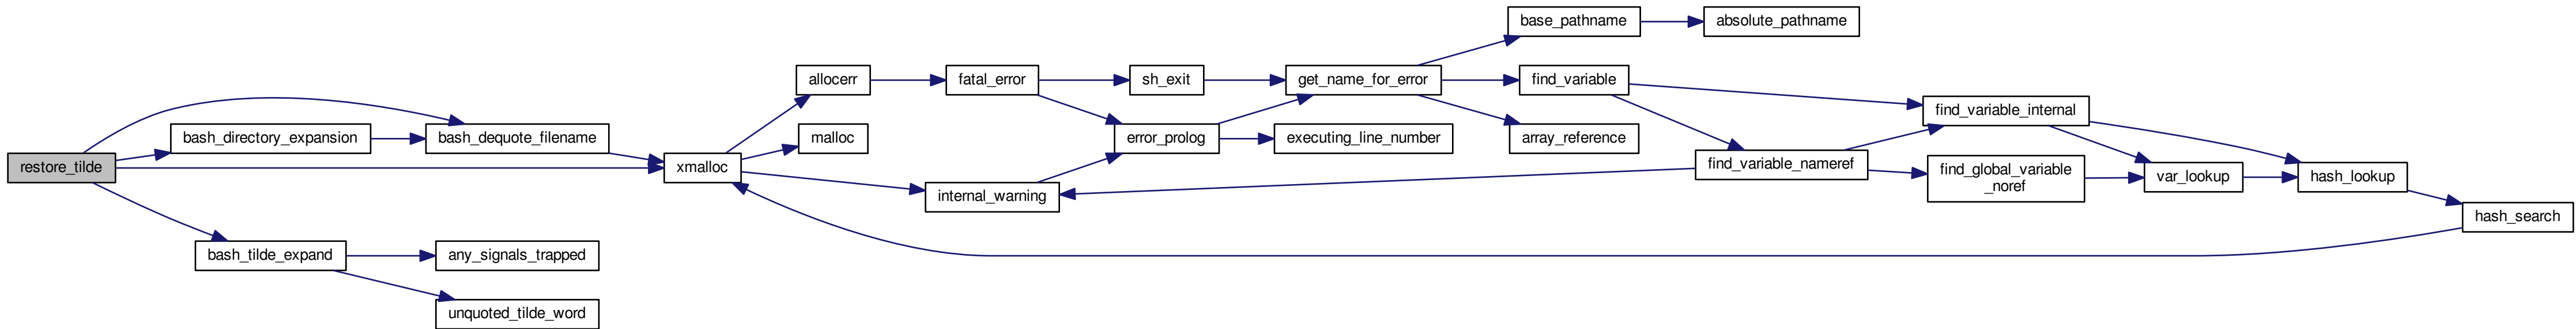 restore_tilde
bash_directory_expansion
bash_dequote_filename
bash_tilde_expand
any_signals_trapped
unquoted_tilde_word
xmalloc
allocerr
malloc
internal_warning
fatal_error
sh_exit
error_prolog
get_name_for_error
executing_line_number
base_pathname
absolute_pathname
find_variable
array_reference
find_variable_nameref
find_variable_internal
find_global_variable
_noref
var_lookup
hash_lookup
hash_search